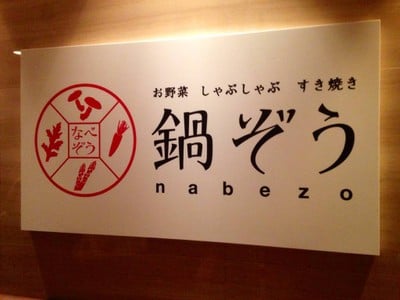 お野菜 しゃぶしゃぶ すき焼き
なべ
ぞう
鍋ぞう
nabezo